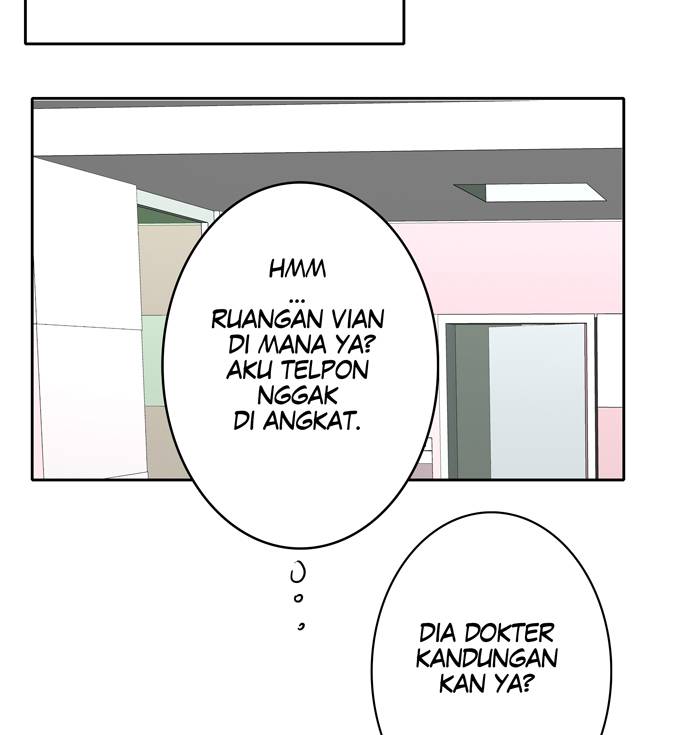 HMM
...
RUANGAN VIAN
DI MANA YA?
AKU TELPON
NGGAK
DI ANGKAT.
DIA DOKTER
KANDUNGAN
KAN YA?